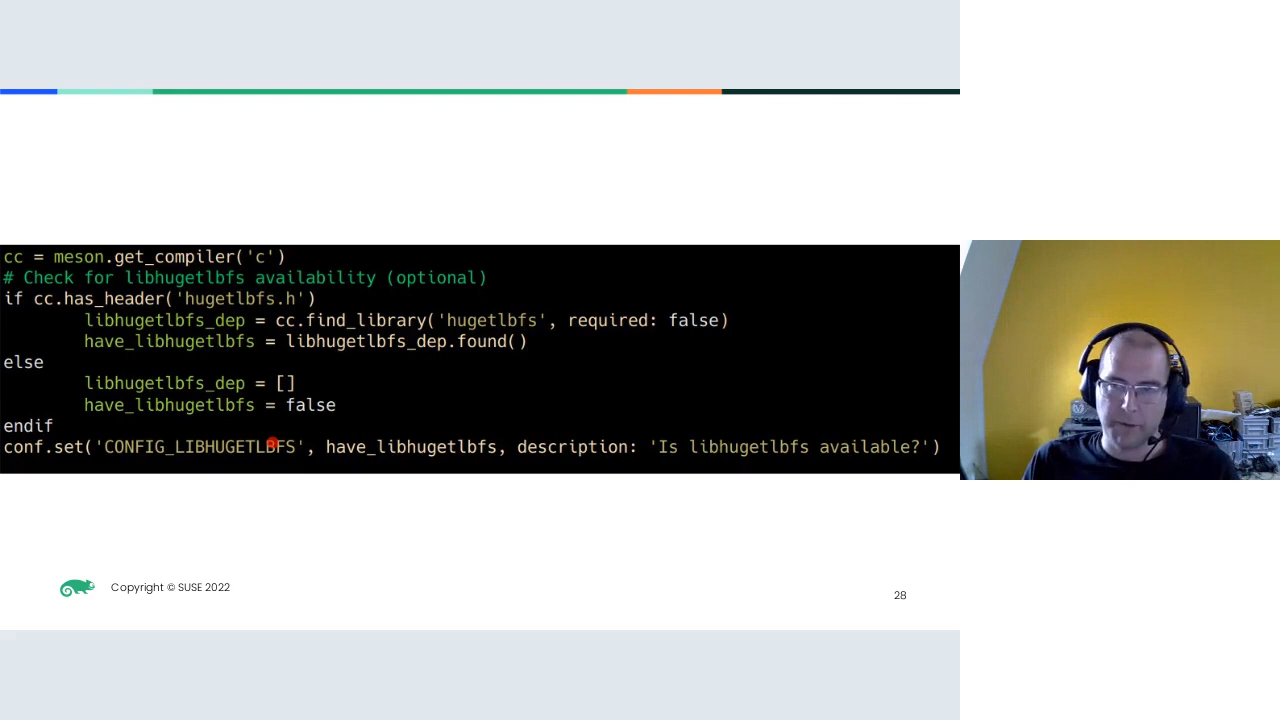 cc = meson.get_compiler('c')
# Check for libhugetlbfs availability (optional)
if cc.has_header('hugetlbfs.h')
        libhugetlbfs_dep = cc.find_library('hugetlbfs', required: false)
        have_libhugetlbfs = libhugetlbfs_dep.found()
else
        libhugetlbfs_dep = []
        have_libhugetlbfs = false
endif
conf.set('CONFIG_LIBHUGETLBFS', have_libhugetlbfs, description: 'Is libhugetlbfs available?')
Copyright © SUSE 2022
28